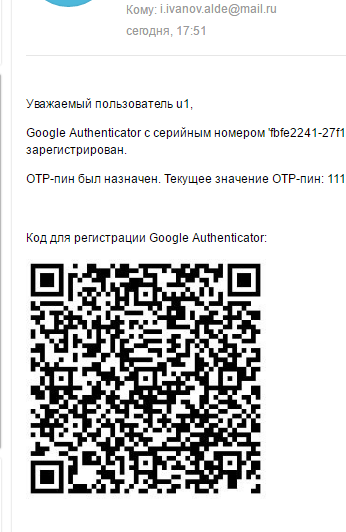 Кому: i.ivanov.alde@mail.ru
сегодня, 17:51
Уважаемый пользователь u1,
Google Authenticator с серийным номером 'fbfe2241-27f1
зарегистрирован.
OTP-пин был назначен. Текущее значение OTP-пин: 111
Код для регистрации Google Authenticator: